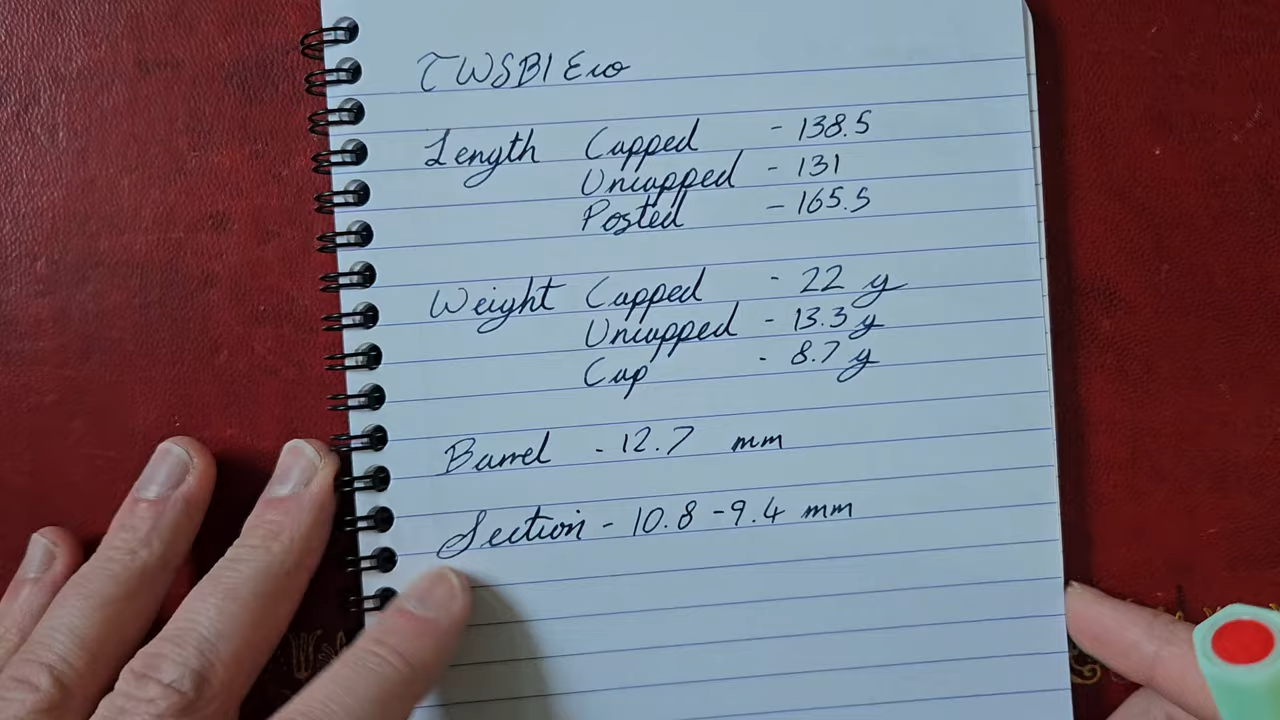 TWSBI Eco
Length Capped - 138.5
Uncapped - 131
Posted - 165.5
Weight Capped - 22 g
Uncapped - 13.3 g
Cap - 8.7 g
Barrel - 12.7 mm
Section - 10.8 - 9.4 mm